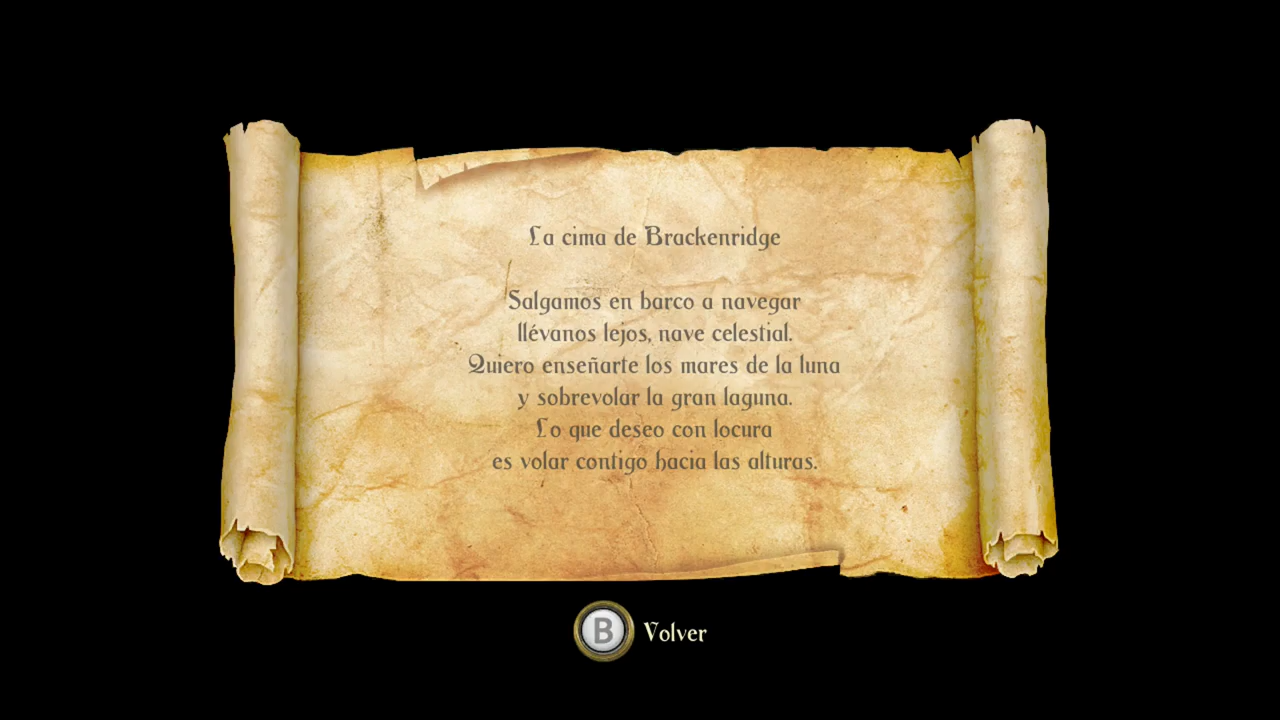 La cima de Brackenridge
Salgamos en barco a navegar
llévanos lejos, nave celestial.
Quiero enseñarte los mares de la luna
y sobrevolar la gran laguna.
Lo que deseo con locura
es volar contigo hacia las alturas.
B Volver